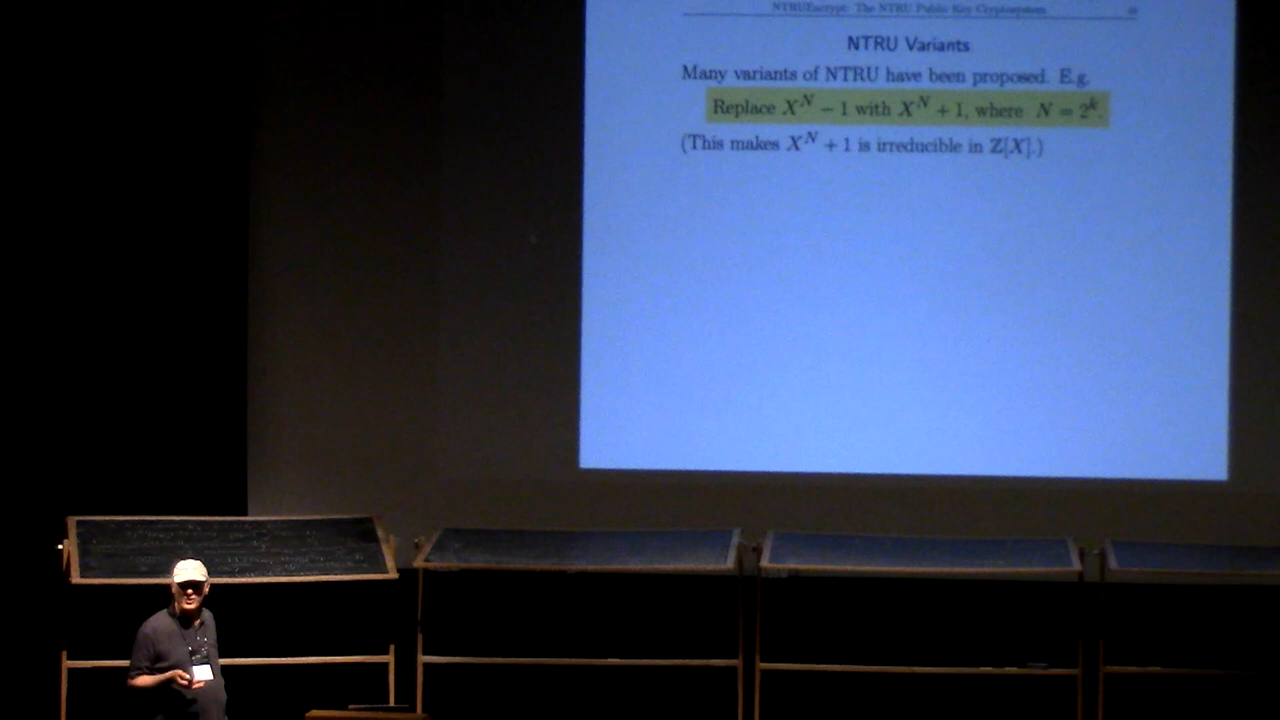 NTRUEncrypt: The NTRU Public Key Cryptosystem
NTRU Variants
Many variants of NTRU have been proposed. E.g.
Replace X^N − 1 with X^N + 1, where N = 2^k.
(This makes X^N + 1 is irreducible in ℤ[X].)